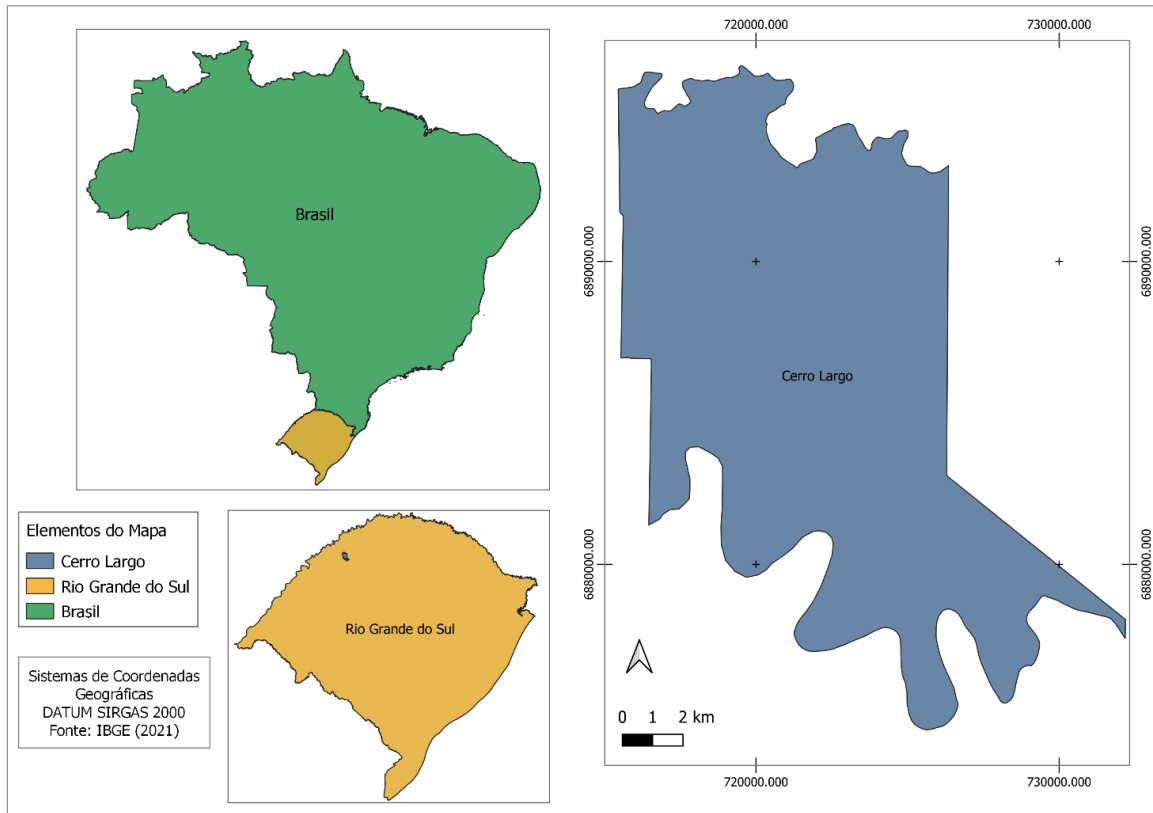 Brasil
Elementos do Mapa
Cerro Largo
Rio Grande do Sul
Brasil
Sistemas de Coordenadas
Geográficas
DATUM SIRGAS 2000
Fonte: IBGE (2021)
Rio Grande do Sul
720000.000
730000.000
6890000.000
6890000.000
Cerro Largo
6880000.000
6880000.000
0 1 2 km
720000.000
730000.000